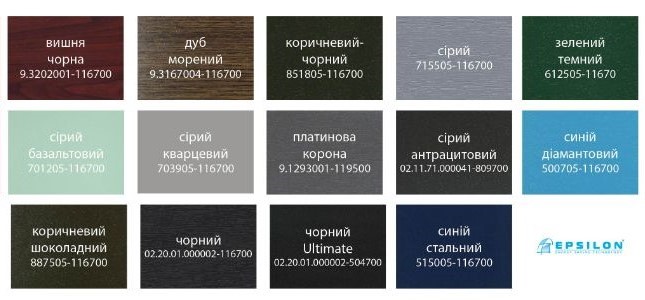 вишня
чорна
9.3202001-116700
дуб
морений
9.3167004-116700
коричневий-
чорний
851805-116700
сірий
715505-116700
зелений
темний
612505-11670
сірий
базальтовий
701205-116700
сірий
кварцевий
703905-116700
платинова
корона
9.1293001-119500
сірий
антрацитовий
02.11.71.000041-809700
синій
діамантовий
500705-116700
коричневий
шоколадний
887505-116700
чорний
02.20.01.000002-116700
чорний
Ultimate
02.20.01.000002-504700
синій
стальний
515005-116700
EPSILON